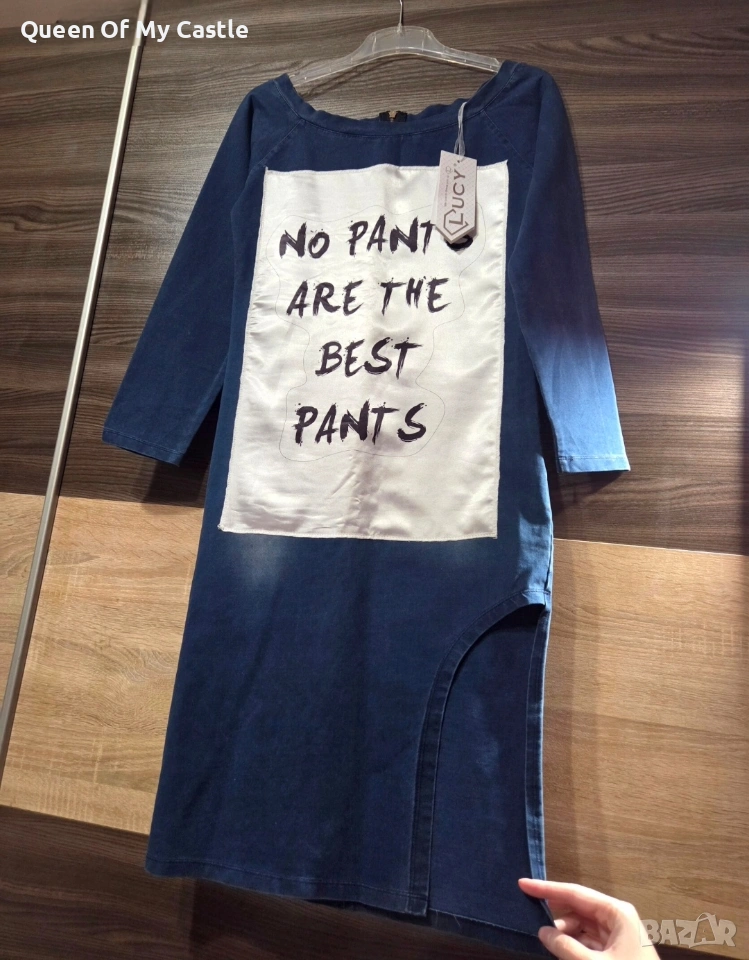 Queen Of My Castle
LUCY
NO PANTS
ARE THE
BEST
PANTS
BAZAR